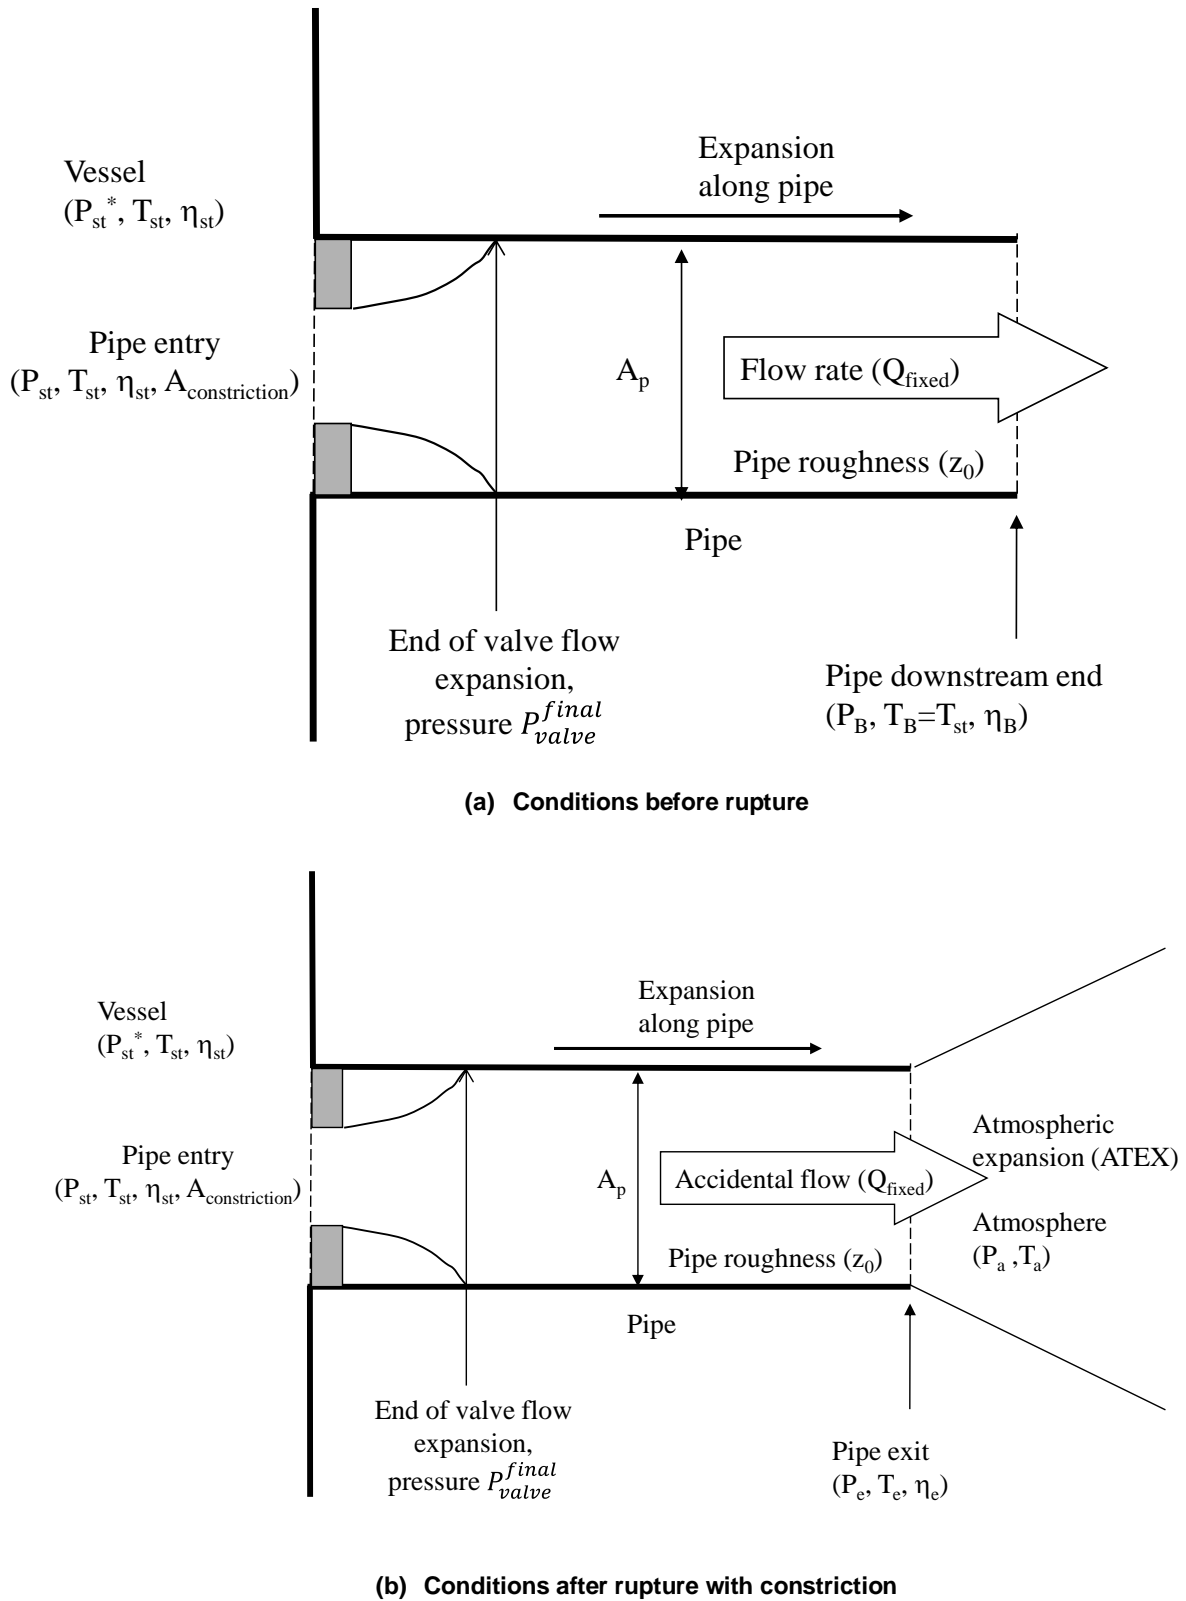 Expansion
along pipe
Vessel
(P_st^*, T_st, η_st)
Pipe entry
(P_st, T_st, η_st, A_constriction)
A_p
Flow rate (Q_fixed)
Pipe roughness (z_0)
Pipe
End of valve flow
expansion,
pressure P_valve^final
Pipe downstream end
(P_B, T_B=T_st, η_B)
(a) Conditions before rupture
Vessel
(P_st^*, T_st, η_st)
Expansion
along pipe
Pipe entry
(P_st, T_st, η_st, A_constriction)
A_p
Accidental flow (Q_fixed)
Atmospheric
expansion (ATEX)
Atmosphere
(P_a ,T_a)
Pipe roughness (z_0)
Pipe
End of valve flow
expansion,
pressure P_valve^final
Pipe exit
(P_e, T_e, η_e)
(b) Conditions after rupture with constriction